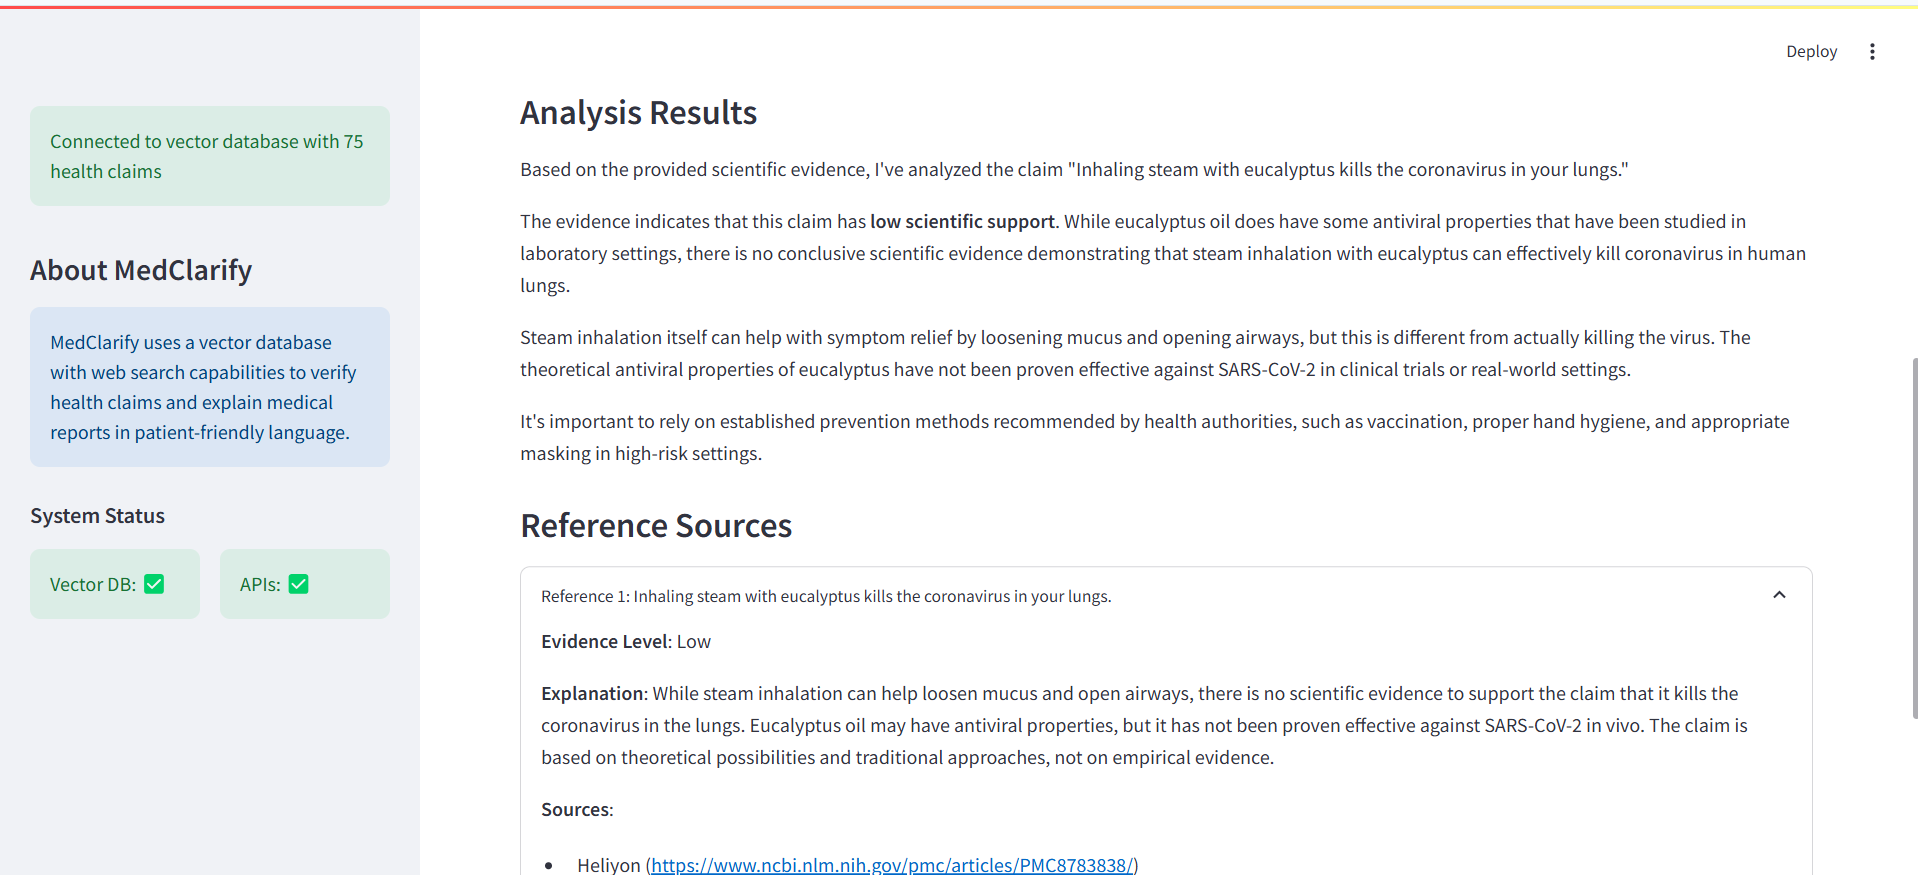 Deploy
Connected to vector database with 75
health claims
About MedClarify
MedClarify uses a vector database
with web search capabilities to verify
health claims and explain medical
reports in patient-friendly language.
System Status
Vector DB: ✅
APIs: ✅
Analysis Results
Based on the provided scientific evidence, I've analyzed the claim "Inhaling steam with eucalyptus kills the coronavirus in your lungs."
The evidence indicates that this claim has low scientific support. While eucalyptus oil does have some antiviral properties that have been studied in
laboratory settings, there is no conclusive scientific evidence demonstrating that steam inhalation with eucalyptus can effectively kill coronavirus in human
lungs.
Steam inhalation itself can help with symptom relief by loosening mucus and opening airways, but this is different from actually killing the virus. The
theoretical antiviral properties of eucalyptus have not been proven effective against SARS-CoV-2 in clinical trials or real-world settings.
It's important to rely on established prevention methods recommended by health authorities, such as vaccination, proper hand hygiene, and appropriate
masking in high-risk settings.
Reference Sources
Reference 1: Inhaling steam with eucalyptus kills the coronavirus in your lungs.
Evidence Level: Low
Explanation: While steam inhalation can help loosen mucus and open airways, there is no scientific evidence to support the claim that it kills the
coronavirus in the lungs. Eucalyptus oil may have antiviral properties, but it has not been proven effective against SARS-CoV-2 in vivo. The claim is
based on theoretical possibilities and traditional approaches, not on empirical evidence.
Sources:
• Heliyon (https://www.ncbi.nlm.nih.gov/pmc/articles/PMC8783838/)